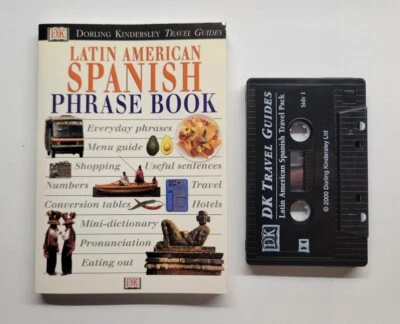 DK DORLING KINDERSLEY TRAVEL GUIDES
LATIN AMERICAN
SPANISH
PHRASE BOOK
Everyday phrases
Menu guide
Shopping Useful sentences
Numbers Travel
Conversion tables Hotels
Mini-dictionary
Pronunciation
Eating out
DK
DK DK TRAVEL GUIDES
Latin American Spanish Travel Pack Side 1
© 2000 Dorling Kindersley Ltd